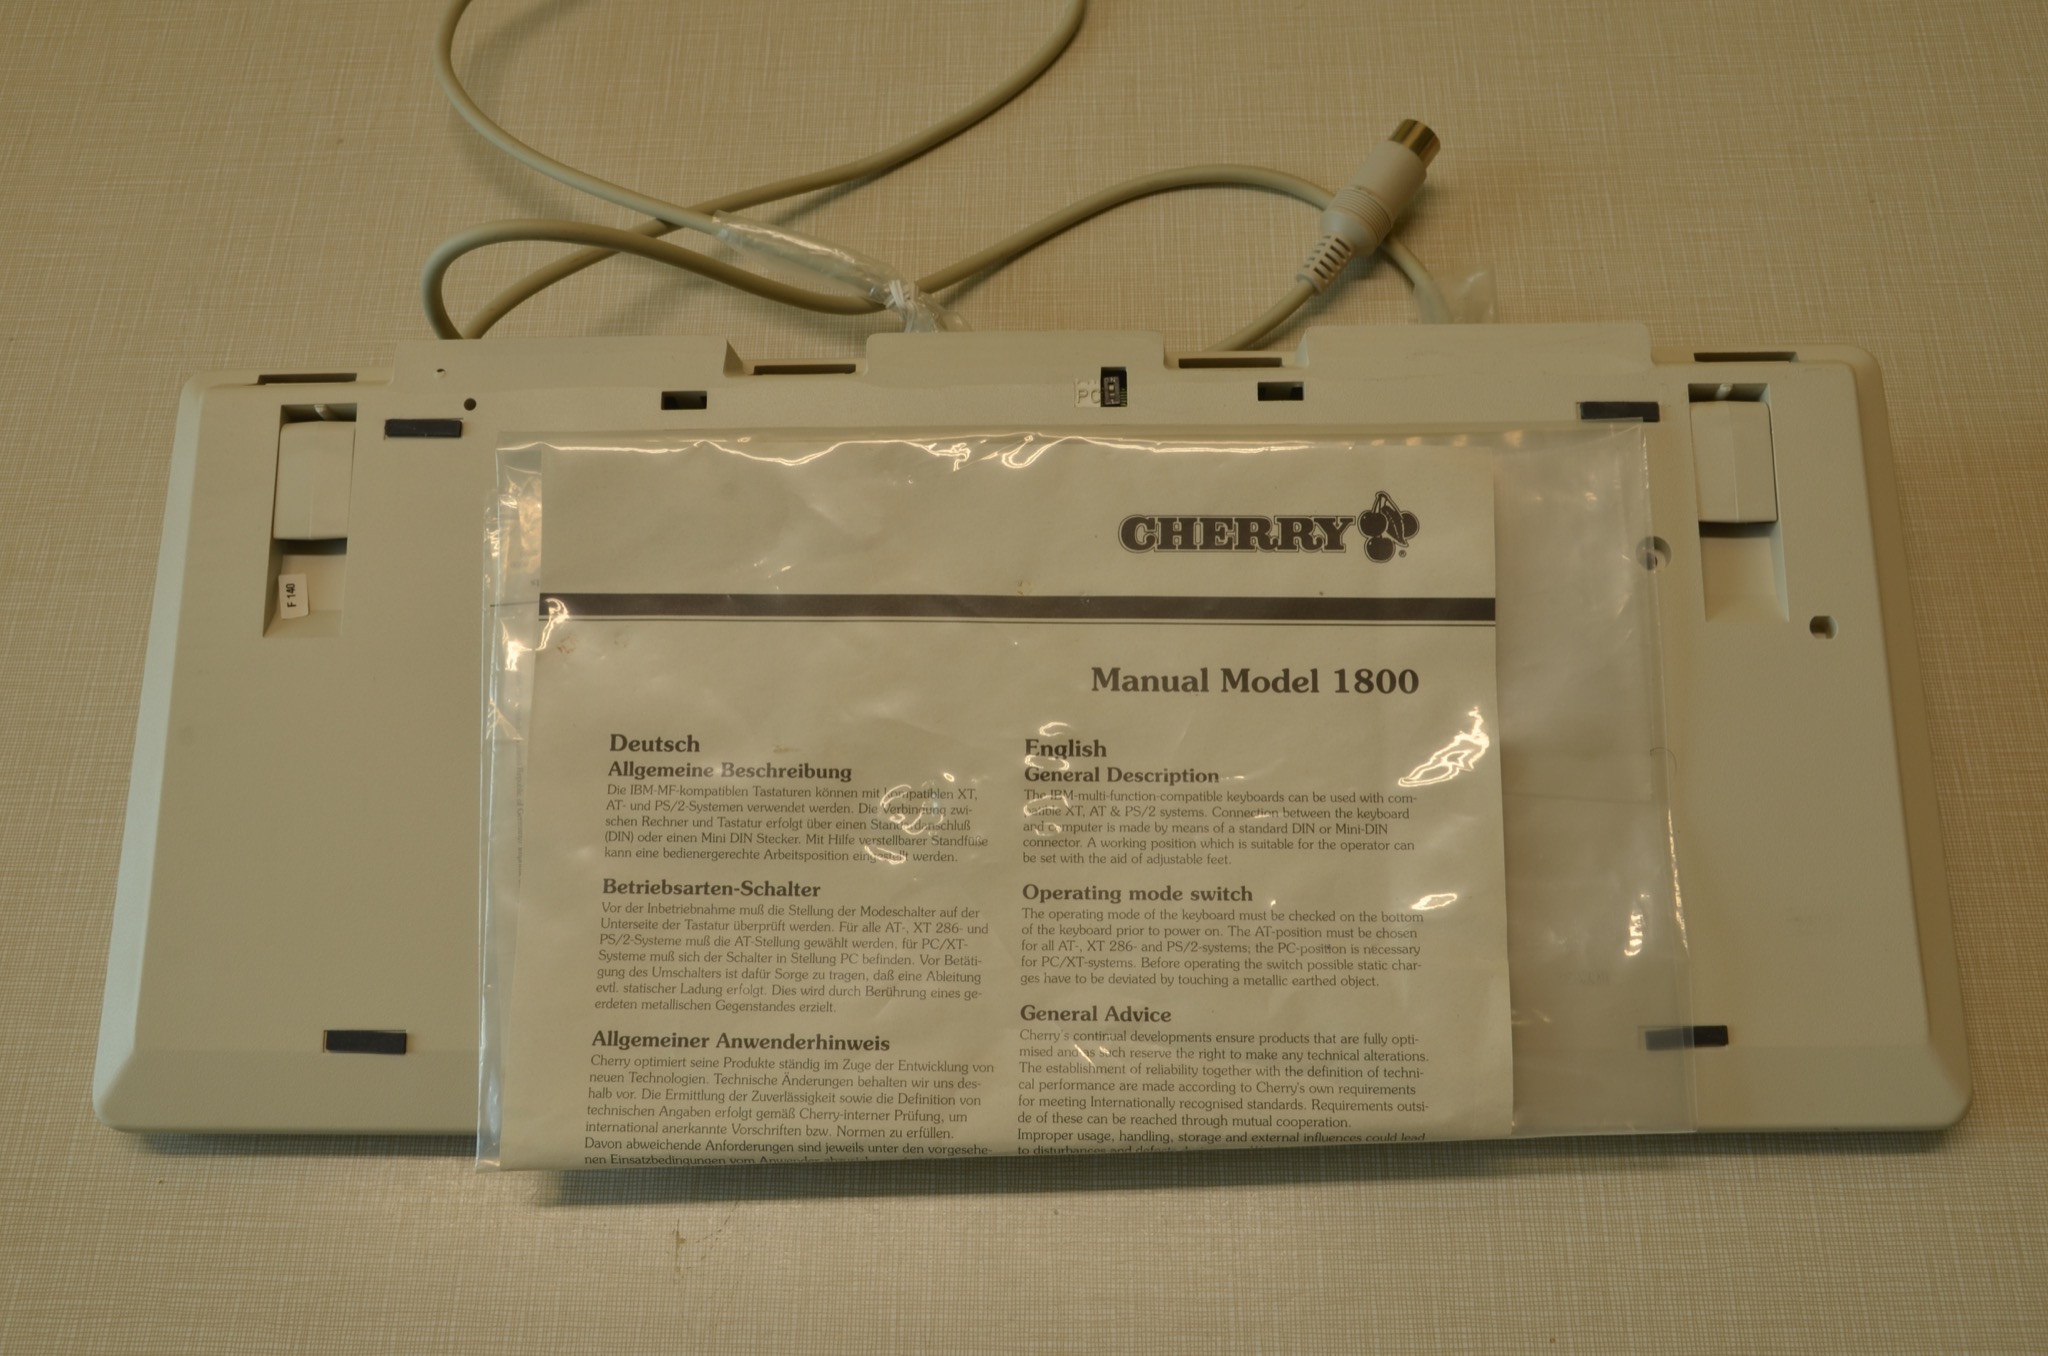 PC
F 140
CHERRY
®
Manual Model 1800
Deutsch
Allgemeine Beschreibung
Die IBM-MF-kompatiblen Tastaturen können mit kompatiblen XT,
AT- und PS/2-Systemen verwendet werden. Die Verbindung zwi-
schen Rechner und Tastatur erfolgt über einen Standardanschluß
(DIN) oder einen Mini DIN Stecker. Mit Hilfe verstellbarer Standfüße
kann eine bedienergerechte Arbeitsposition eingestellt werden.
Betriebsarten-Schalter
Vor der Inbetriebnahme muß die Stellung der Modeschalter auf der
Unterseite der Tastatur überprüft werden. Für alle AT-, XT 286- und
PS/2-Systeme muß die AT-Stellung gewählt werden, für PC/XT-
Systeme muß sich der Schalter in Stellung PC befinden. Vor Betäti-
gung des Umschalters ist dafür Sorge zu tragen, daß eine Ableitung
evtl. statischer Ladung erfolgt. Dies wird durch Berührung eines ge-
erdeten metallischen Gegenstandes erzielt.
Allgemeiner Anwenderhinweis
Cherry optimiert seine Produkte ständig im Zuge der Entwicklung von
neuen Technologien. Technische Änderungen behalten wir uns des-
halb vor. Die Ermittlung der Zuverlässigkeit sowie die Definition von
technischen Angaben erfolgt gemäß Cherry-interner Prüfung, um
international anerkannte Vorschriften bzw. Normen zu erfüllen.
Davon abweichende Anforderungen sind jeweils unter den vorgesehe-
nen Einsatzbedingungen vom Anwender
English
General Description
The IBM-multi-function-compatible keyboards can be used with com-
patible XT, AT & PS/2 systems. Connection between the keyboard
and computer is made by means of a standard DIN or Mini-DIN
connector. A working position which is suitable for the operator can
be set with the aid of adjustable feet.
Operating mode switch
The operating mode of the keyboard must be checked on the bottom
of the keyboard prior to power on. The AT-position must be chosen
for all AT-, XT 286- and PS/2-systems; the PC-position is necessary
for PC/XT-systems. Before operating the switch possible static char-
ges have to be deviated by touching a metallic earthed object.
General Advice
Cherry's continual developments ensure products that are fully opti-
mised and as such reserve the right to make any technical alterations.
The establishment of reliability together with the definition of techni-
cal performance are made according to Cherry's own requirements
for meeting Internationally recognised standards. Requirements outsi-
de of these can be reached through mutual cooperation.
Improper usage, handling, storage and external influences could lead
to disturbances and